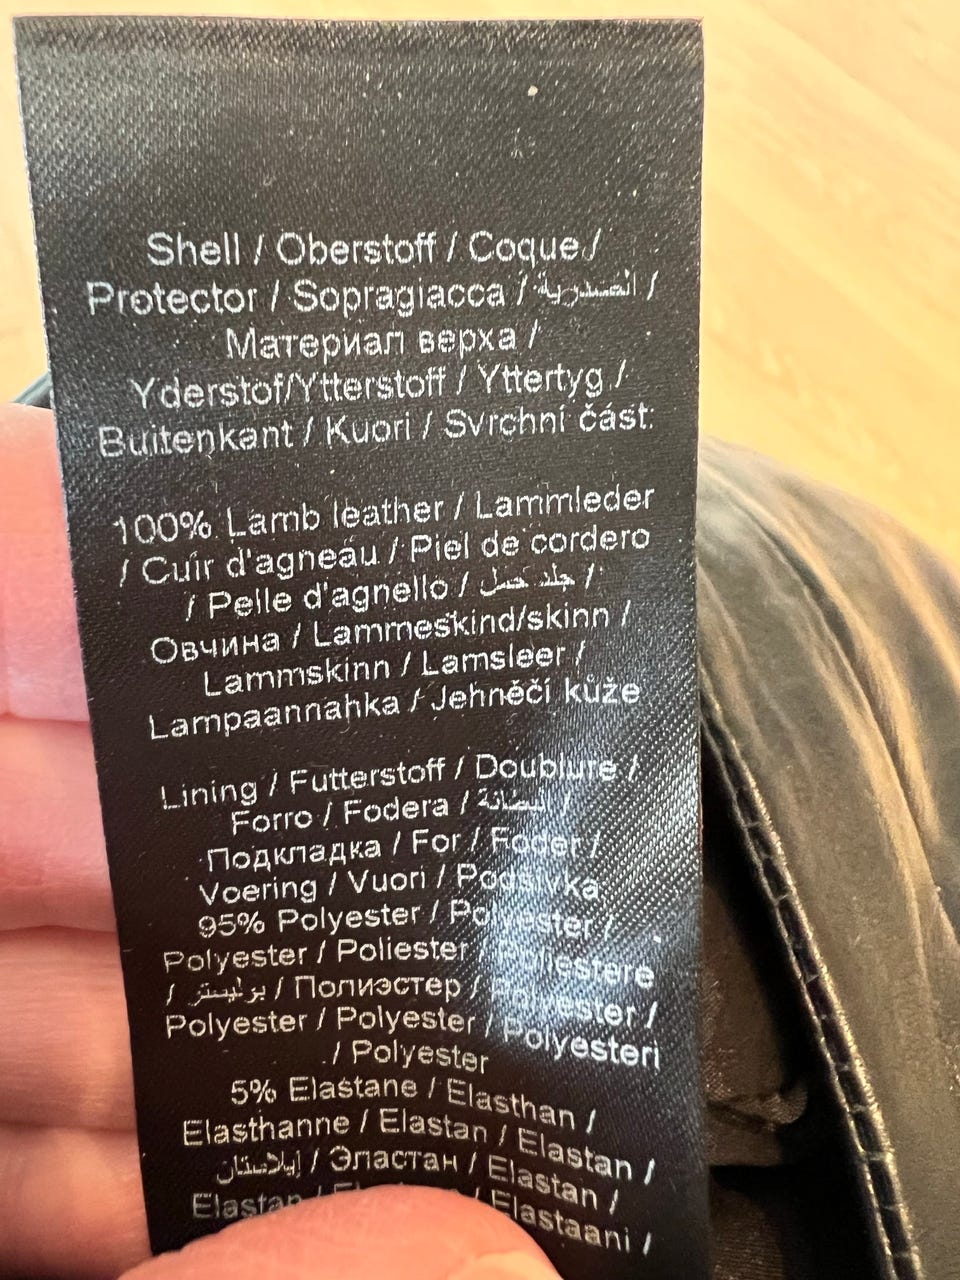 Shell / Oberstoff / Coque /
Protector / Sopragiacca / الصدرية /
Материал верха /
Yderstof/Ytterstoff / Yttertyg /
Buitenkant / Kuori / Svrchní část:
100% Lamb leather / Lammleder
/ Cuir d'agneau / Piel de cordero
/ Pelle d'agnello / جلد حمل /
Овчина / Lammeskind/skinn /
Lammskinn / Lamsleer /
Lampaannahka / Jehněčí kůže
Lining / Futterstoff / Doublure /
Forro / Fodera / البطانة /
Подкладка / For / Foder /
Voering / Vuori / Podšívka
95% Polyester / Polyester /
Polyester / Poliester / Poliestere
/ بوليستر / Полиэстер / Polyester /
Polyester / Polyester / Polyesteri
/ Polyester
5% Elastane / Elasthan /
Elasthanne / Elastan / Elastan /
إيلاستان / Эластан / Elastan /
Elastan / / Elastaani /